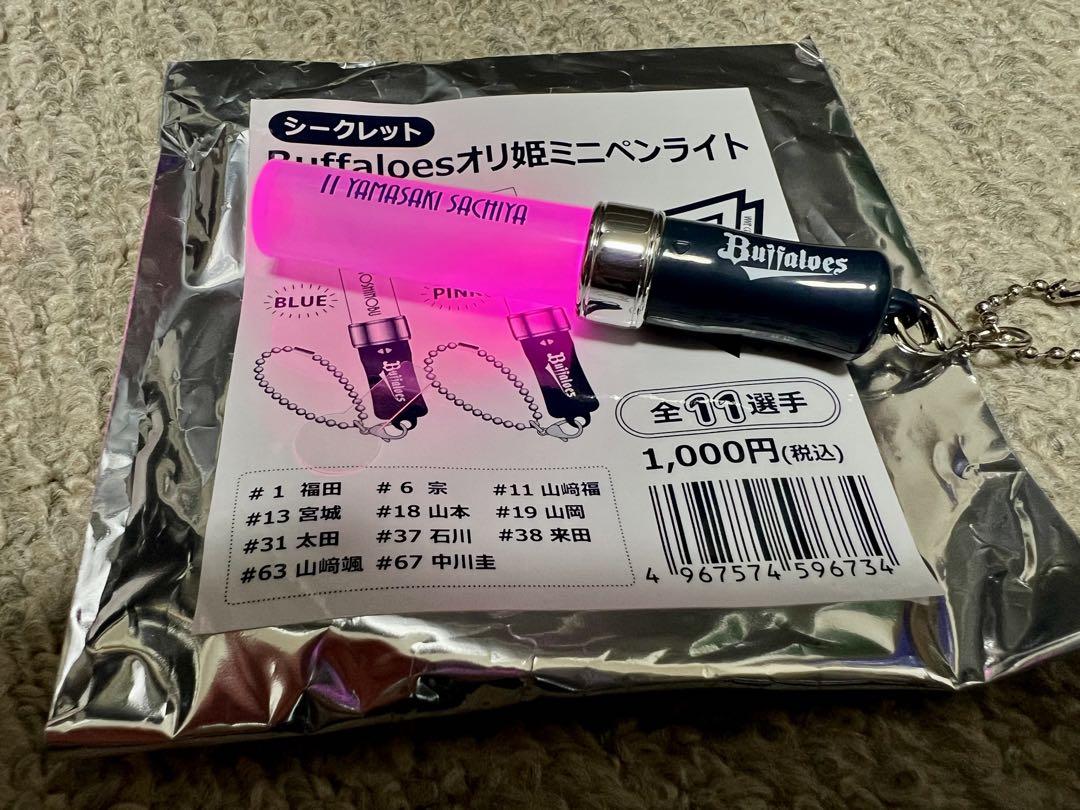 シークレット
Buffaloesオリ姫ミニペンライト
11 YAMASAKI SACHIYA
Buffaloes
BLUE
PINK
Buffaloes
Buffaloes
全11選手
1,000円(税込)
#1 福田 #6 宗 #11 山﨑福
#13 宮城 #18 山本 #19 山岡
#31 太田 #37 石川 #38 来田
#63 山﨑颯 #67 中川圭
4 967574 596734